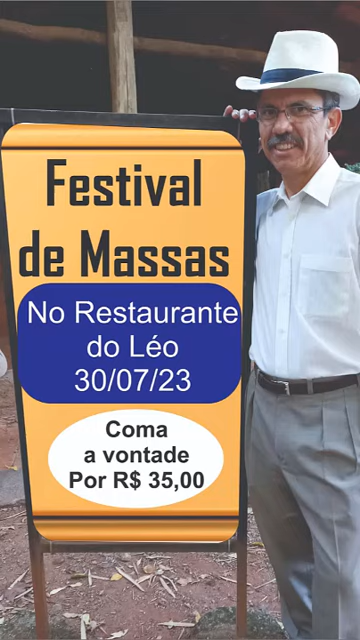 Festival
de Massas
No Restaurante
do Léo
30/07/23
Coma
a vontade
Por R$ 35,00